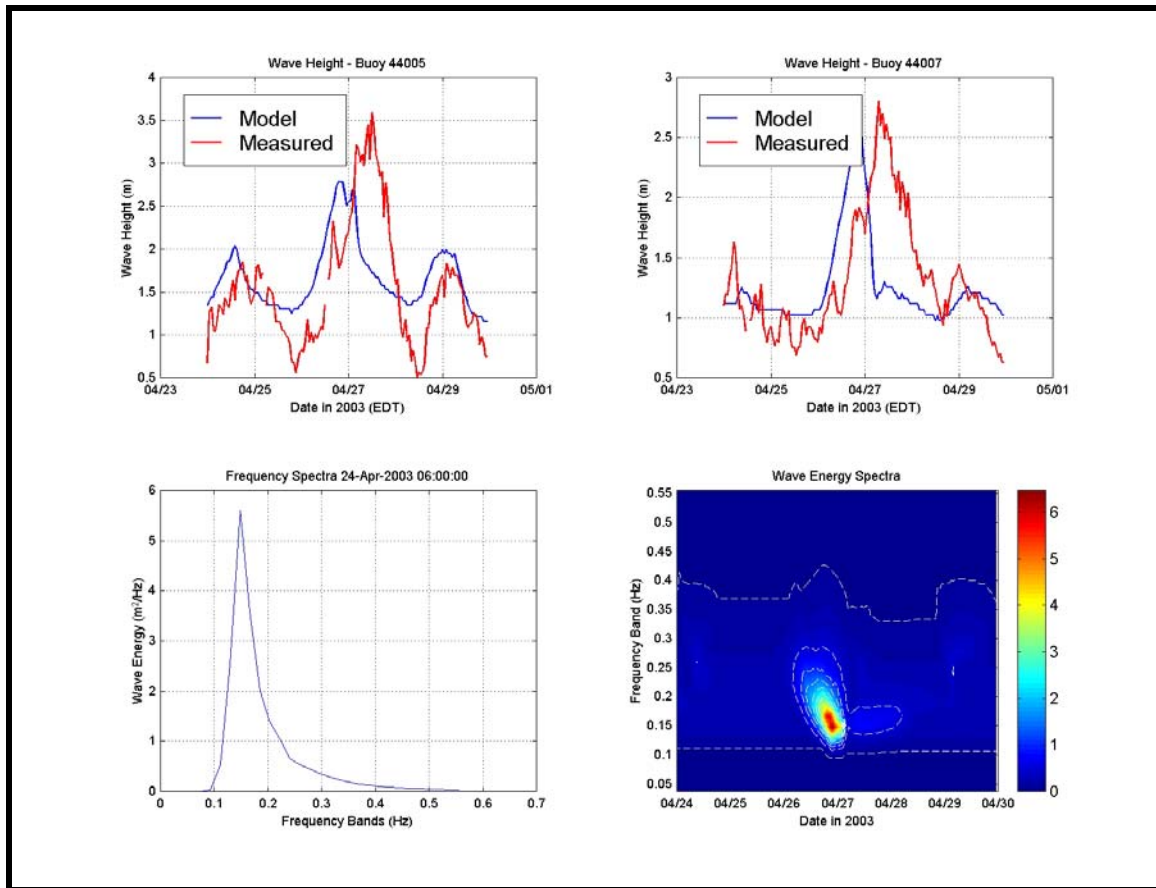 Wave Height - Buoy 44005
4
3.5
3
2.5
2
1.5
1
0.5
Wave Height (m)
Model
Measured
04/23 04/25 04/27 04/29 05/01
Date in 2003 (EDT)
Wave Height - Buoy 44007
3
2.5
2
1.5
1
0.5
Wave Height (m)
Model
Measured
04/23 04/25 04/27 04/29 05/01
Date in 2003 (EDT)
Frequency Spectra 24-Apr-2003 06:00:00
6
5
4
3
2
1
0
Wave Energy (m²/Hz)
0 0.1 0.2 0.3 0.4 0.5 0.6 0.7
Frequency Bands (Hz)
Wave Energy Spectra
0.55
0.5
0.45
0.4
0.35
0.3
0.25
0.2
0.15
0.1
0.05
Frequency Band (Hz)
04/24 04/25 04/26 04/27 04/28 04/29 04/30
Date in 2003
6
5
4
3
2
1
0